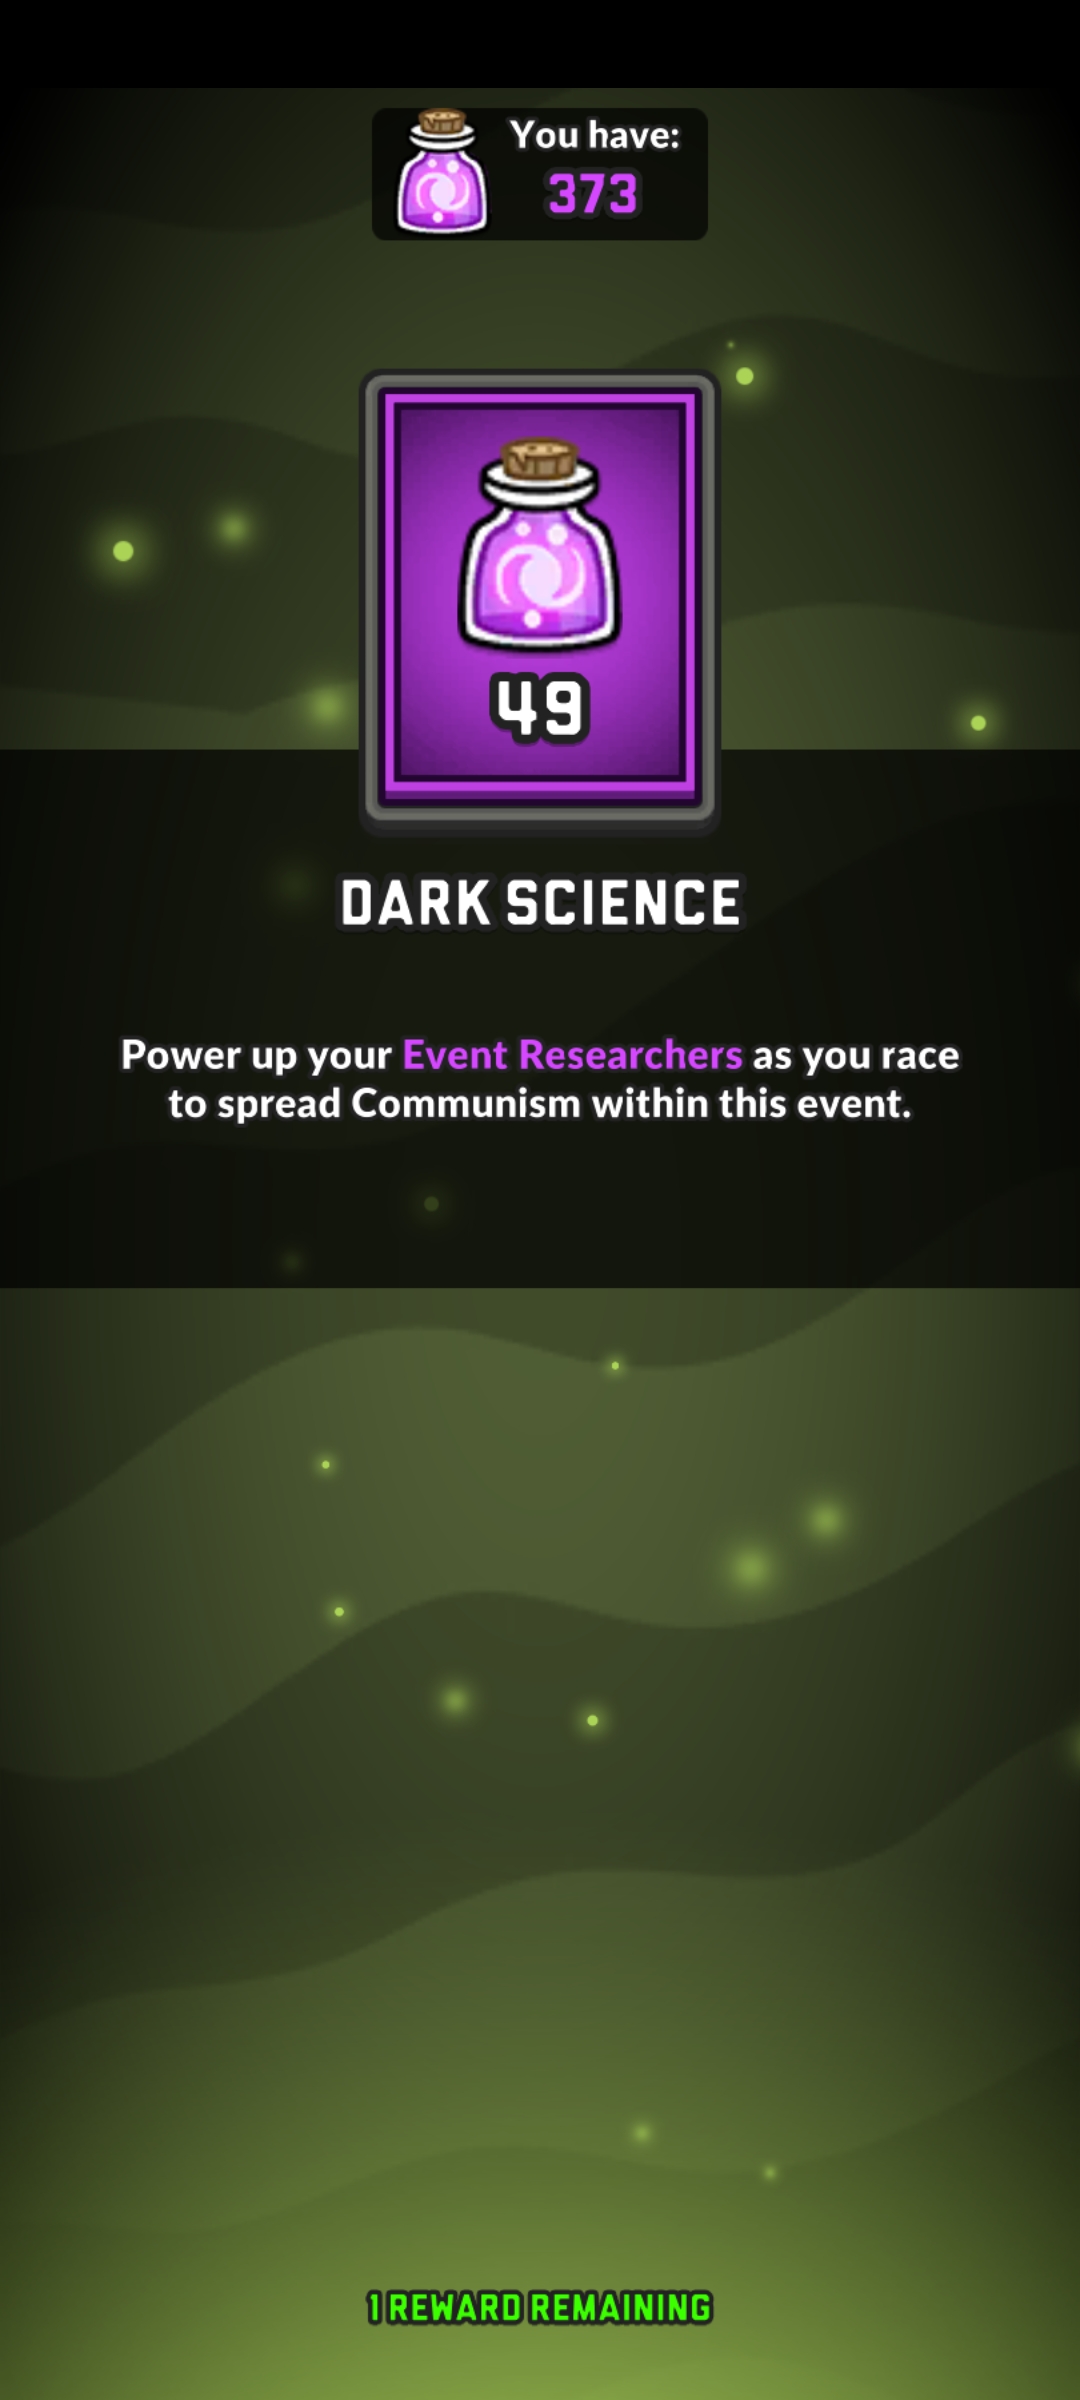 You have:
373
49
DARK SCIENCE
Power up your Event Researchers as you race
to spread Communism within this event.
1 REWARD REMAINING